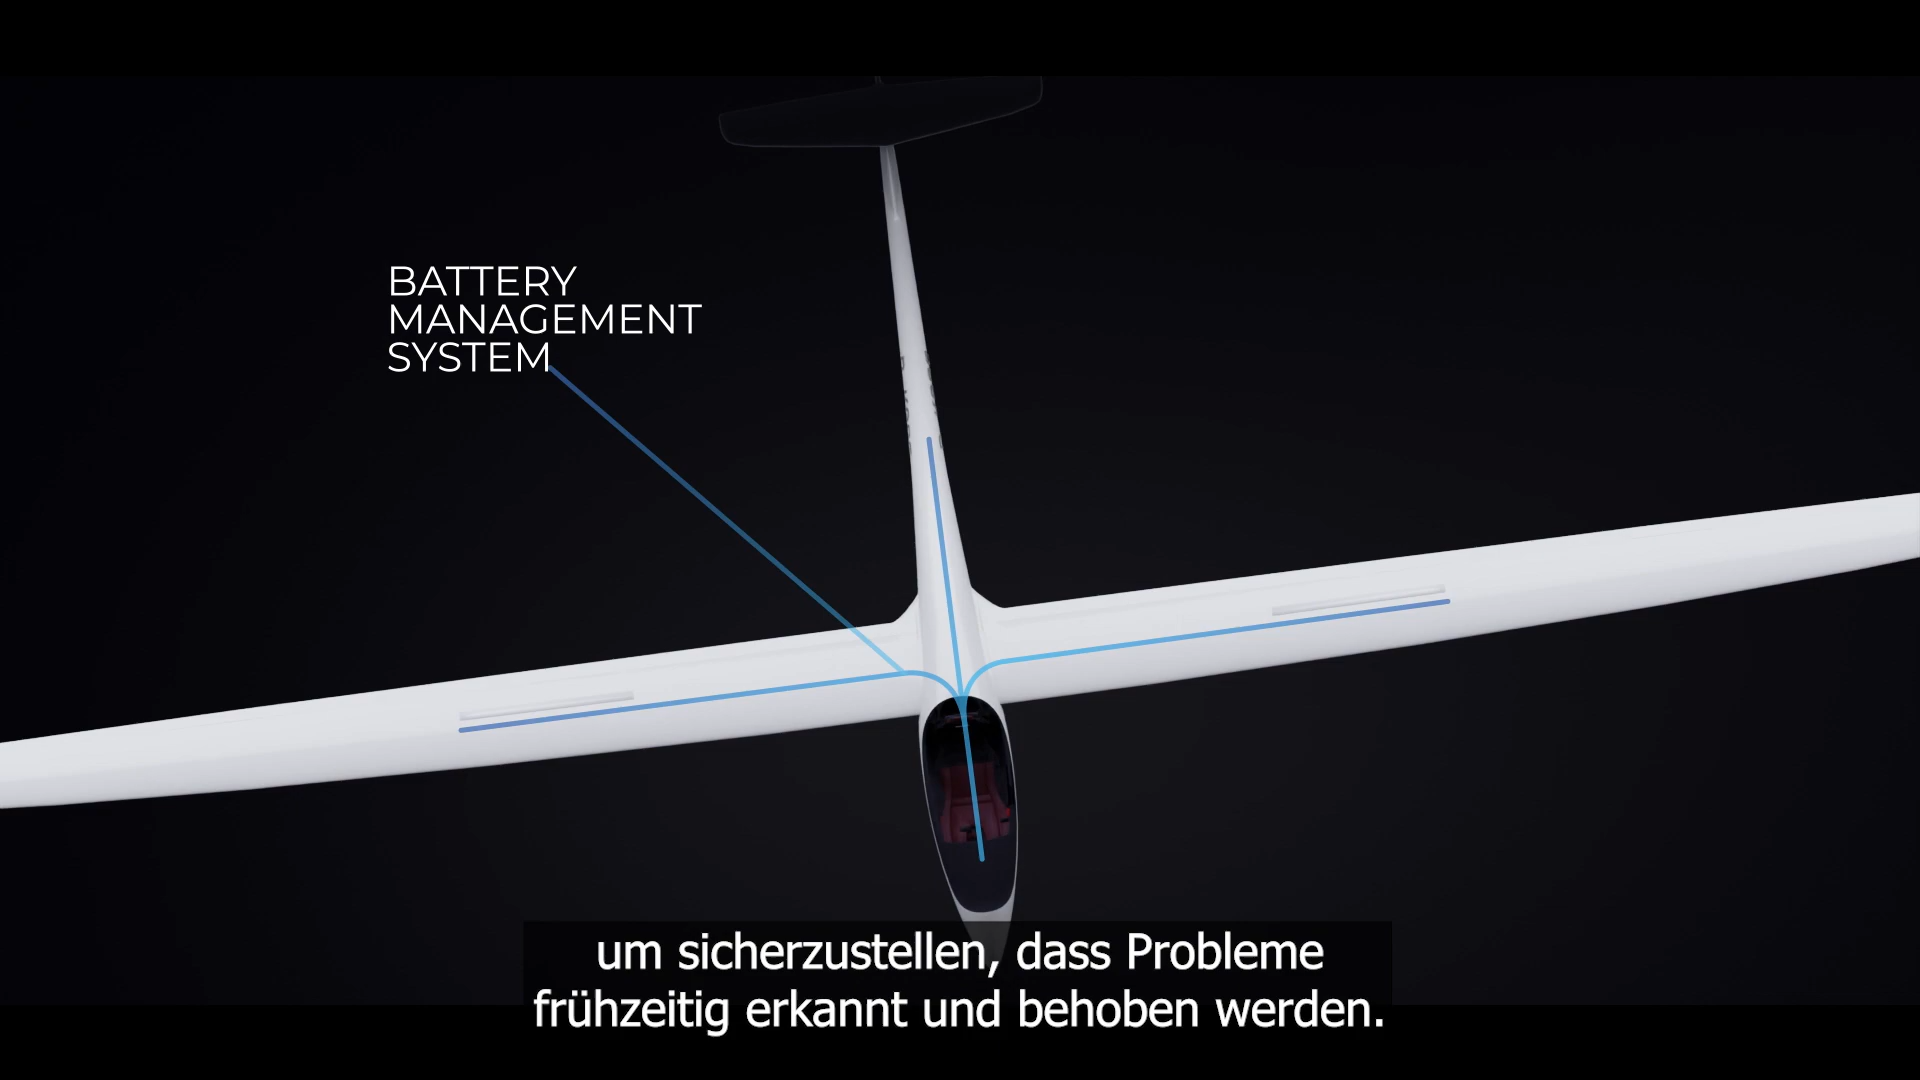 BATTERY
MANAGEMENT
SYSTEM
um sicherzustellen, dass Probleme
frühzeitig erkannt und behoben werden.